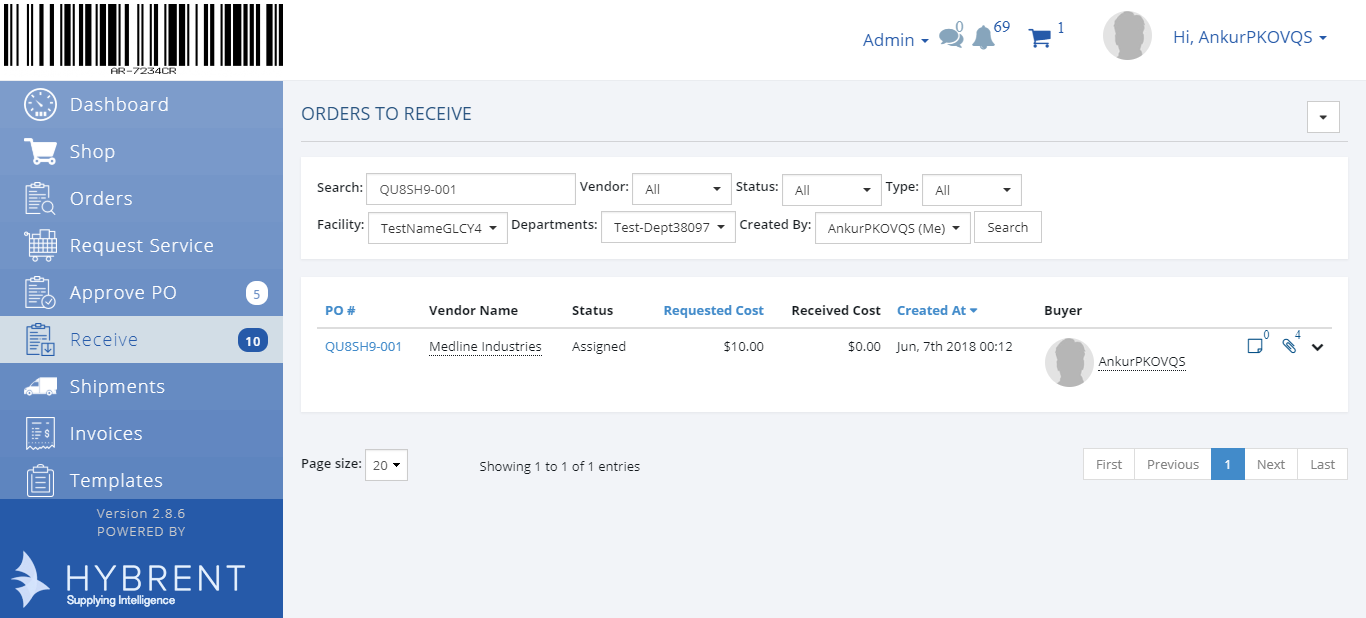 AR-7234CR
Admin 0 69 1 Hi, AnkurPKOVQS
Dashboard
Shop
Orders
Request Service
Approve PO 5
Receive 10
Shipments
Invoices
Templates
Version 2.8.6
POWERED BY
HYBRENT
Supplying Intelligence
ORDERS TO RECEIVE
Search: QU8SH9-001 Vendor: All Status: All Type: All
Facility: TestNameGLCY4 Departments: Test-Dept38097 Created By: AnkurPKOVQS (Me) Search
PO # Vendor Name Status Requested Cost Received Cost Created At Buyer
QU8SH9-001 Medline Industries Assigned $10.00 $0.00 Jun, 7th 2018 00:12 AnkurPKOVQS 0 4
Page size: 20 Showing 1 to 1 of 1 entries First Previous 1 Next Last